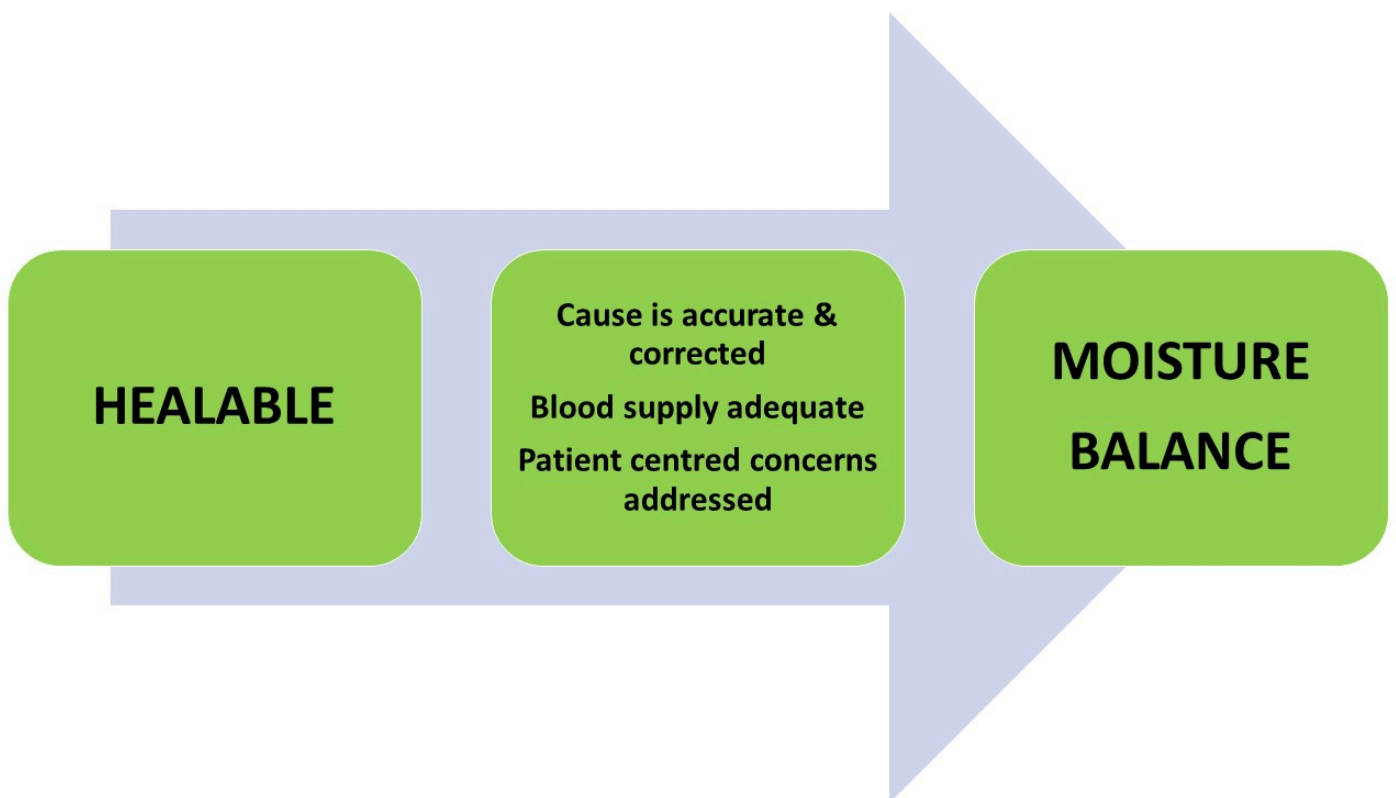 HEALABLE
Cause is accurate &
corrected
Blood supply adequate
Patient centred concerns
addressed
MOISTURE
BALANCE